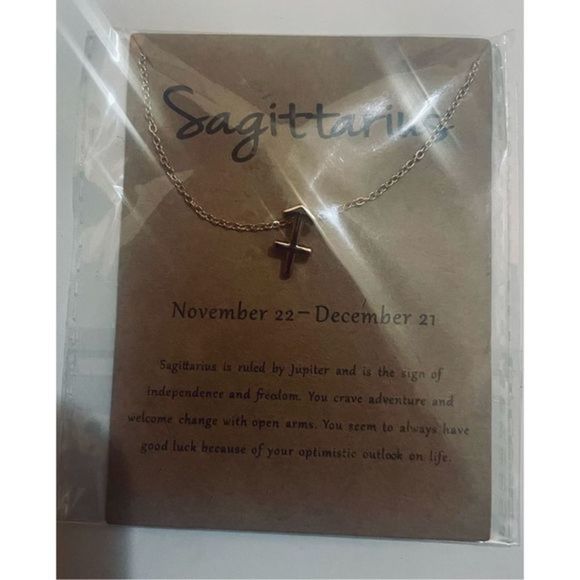 Sagittarius
November 22 – December 21
Sagittarius is ruled by Jupiter and is the sign of
independence and freedom. You crave adventure and
welcome change with open arms. You seem to always have
good luck because of your optimistic outlook on life.